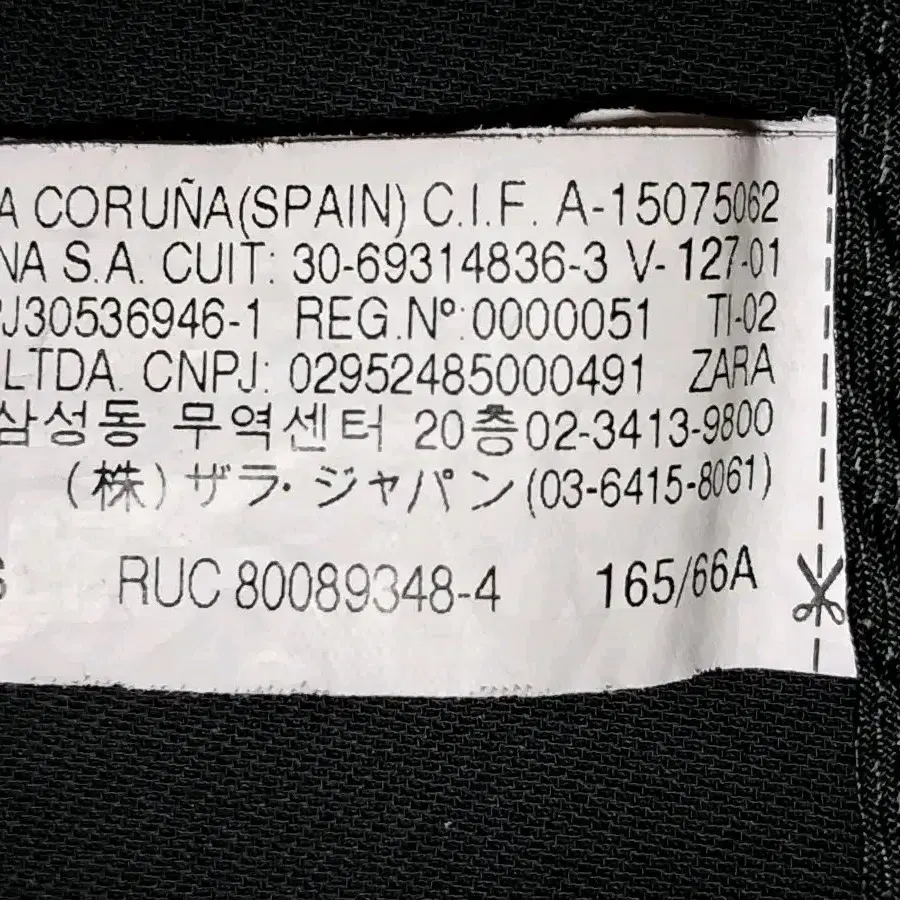 A CORUÑA(SPAIN) C.I.F. A-15075062
NA S.A. CUIT: 30-69314836-3 V-127-01
J30536946-1 REG.Nº:0000051 TI-02
LTDA. CNPJ: 02952485000491 ZARA
삼성동 무역센터 20층02-3413-9800
(株)ザラ・ジャパン(03-6415-8061)
RUC 80089348-4 165/66A